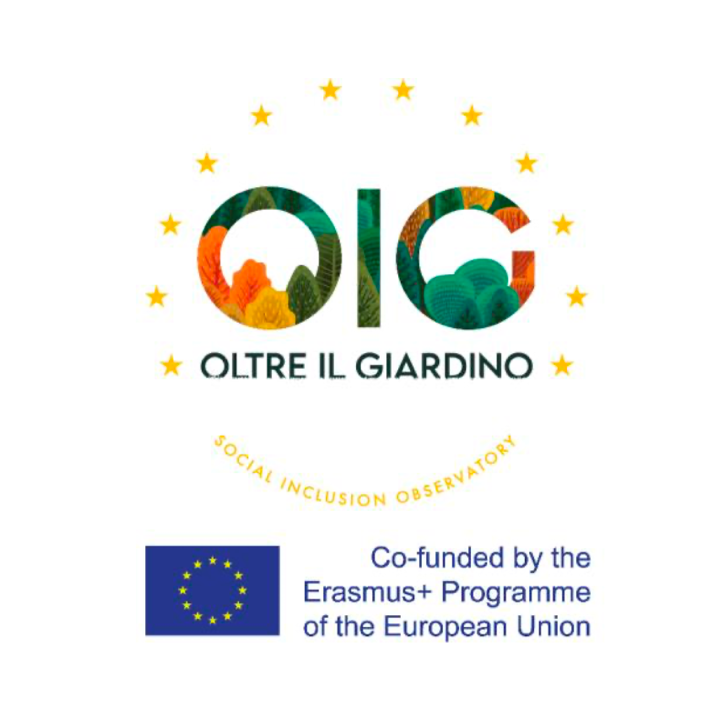 OIG
OLTRE IL GIARDINO
SOCIAL INCLUSION OBSERVATORY
Co-funded by the
Erasmus+ Programme
of the European Union